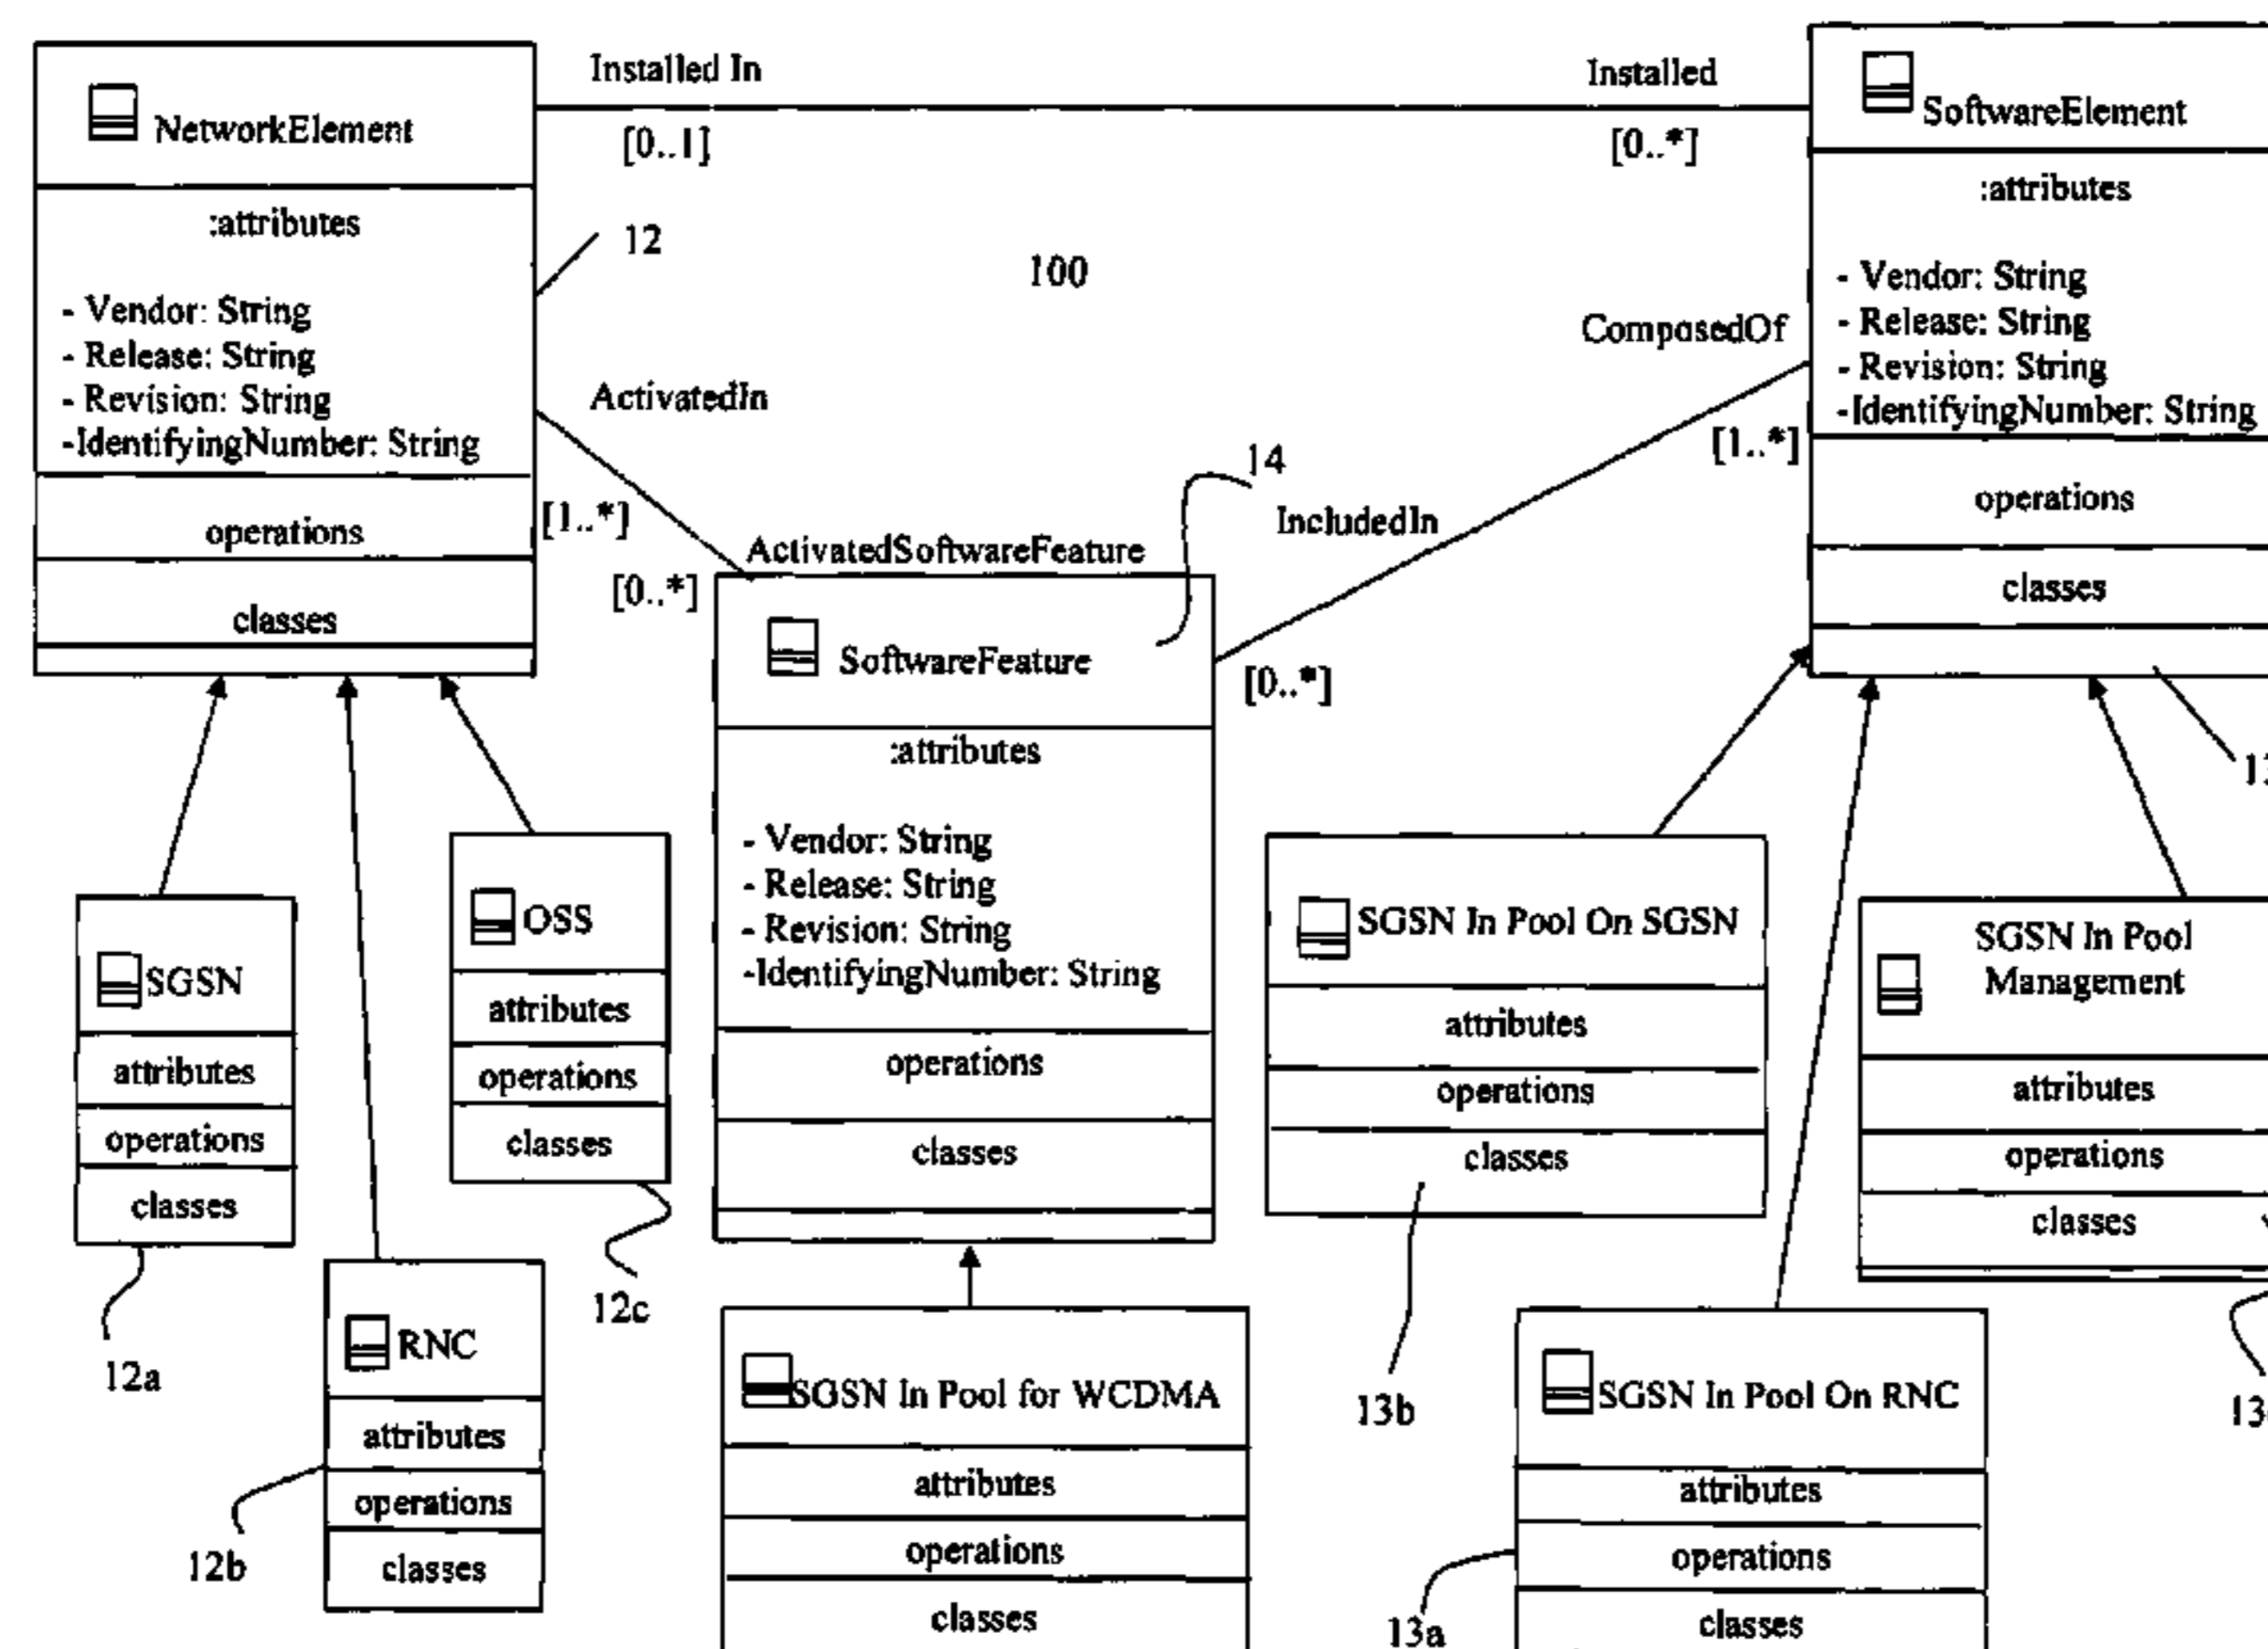 Installed In
Installed
[0..1]
[0..*]
NetworkElement
:attributes
- Vendor: String
- Release: String
- Revision: String
-IdentifyingNumber: String
operations
classes
12
100
SoftwareElement
:attributes
- Vendor: String
- Release: String
- Revision: String
-IdentifyingNumber: String
operations
classes
ActivatedIn
[1..*]
ActivatedSoftwareFeature
[0..*]
14
ComposedOf
[1..*]
IncludedIn
[0..*]
SoftwareFeature
:attributes
- Vendor: String
- Release: String
- Revision: String
-IdentifyingNumber: String
operations
classes
SGSN
attributes
operations
classes
12a
OSS
attributes
operations
classes
12c
RNC
attributes
operations
classes
12b
SGSN In Pool for WCDMA
attributes
operations
classes
SGSN In Pool On SGSN
attributes
operations
classes
13b
SGSN In Pool
Management
attributes
operations
classes
SGSN In Pool On RNC
attributes
operations
classes
13a